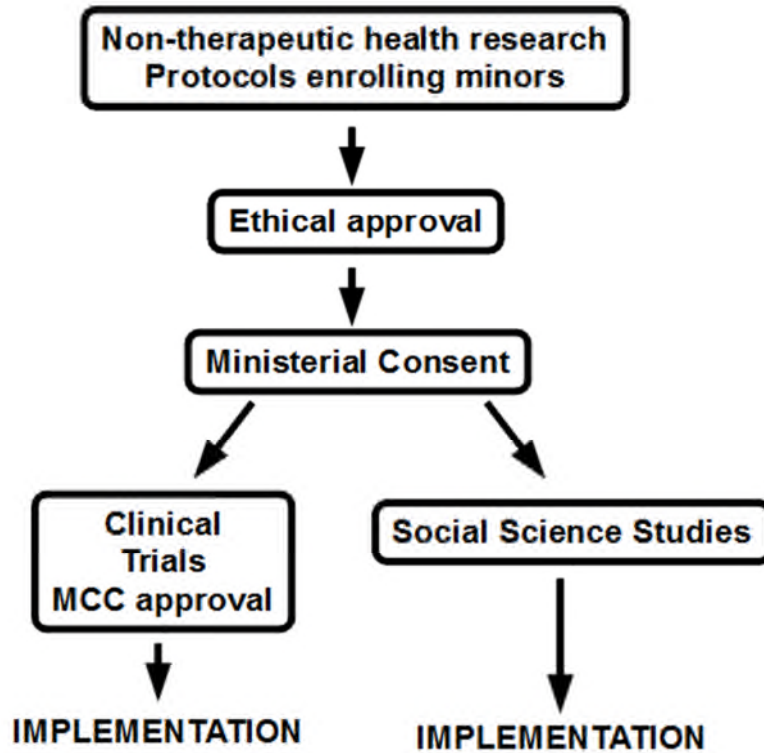 Non-therapeutic health research
Protocols enrolling minors
Ethical approval
Ministerial Consent
Clinical
Trials
MCC approval
Social Science Studies
IMPLEMENTATION
IMPLEMENTATION